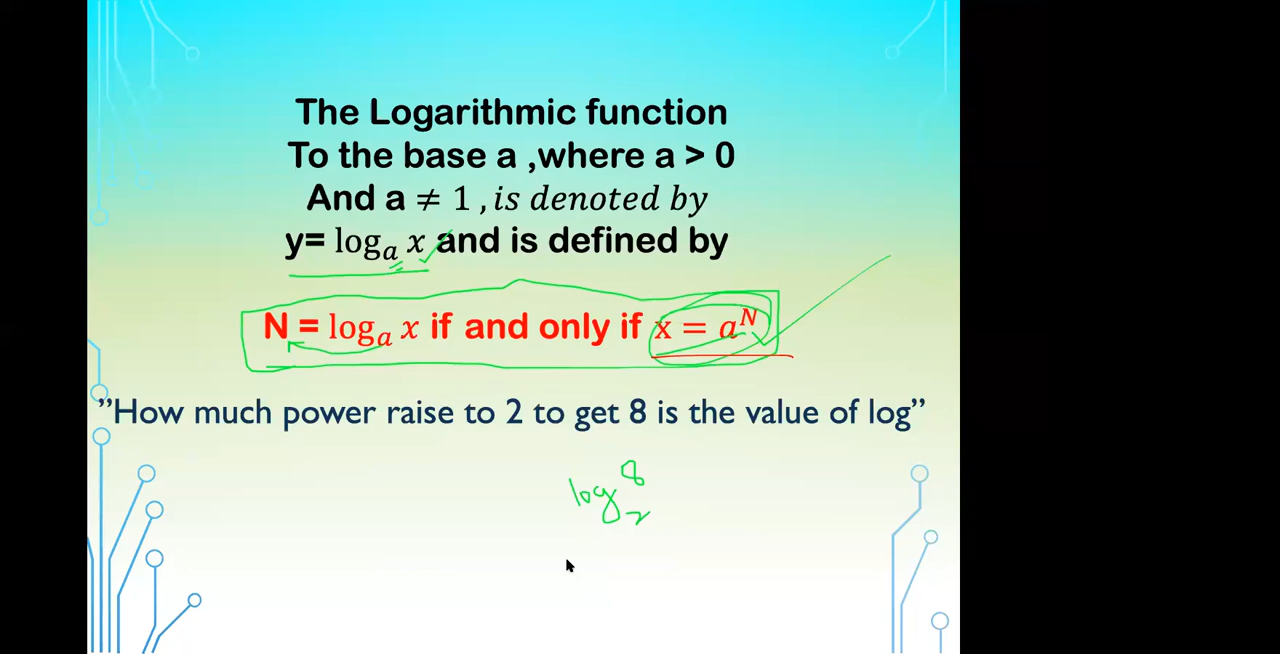 The Logarithmic function
To the base a ,where a > 0
And a ≠ 1 , is denoted by
y= logₐ x and is defined by
N = logₐ x if and only if x = aᴺ
”How much power raise to 2 to get 8 is the value of log”
log₂⁸